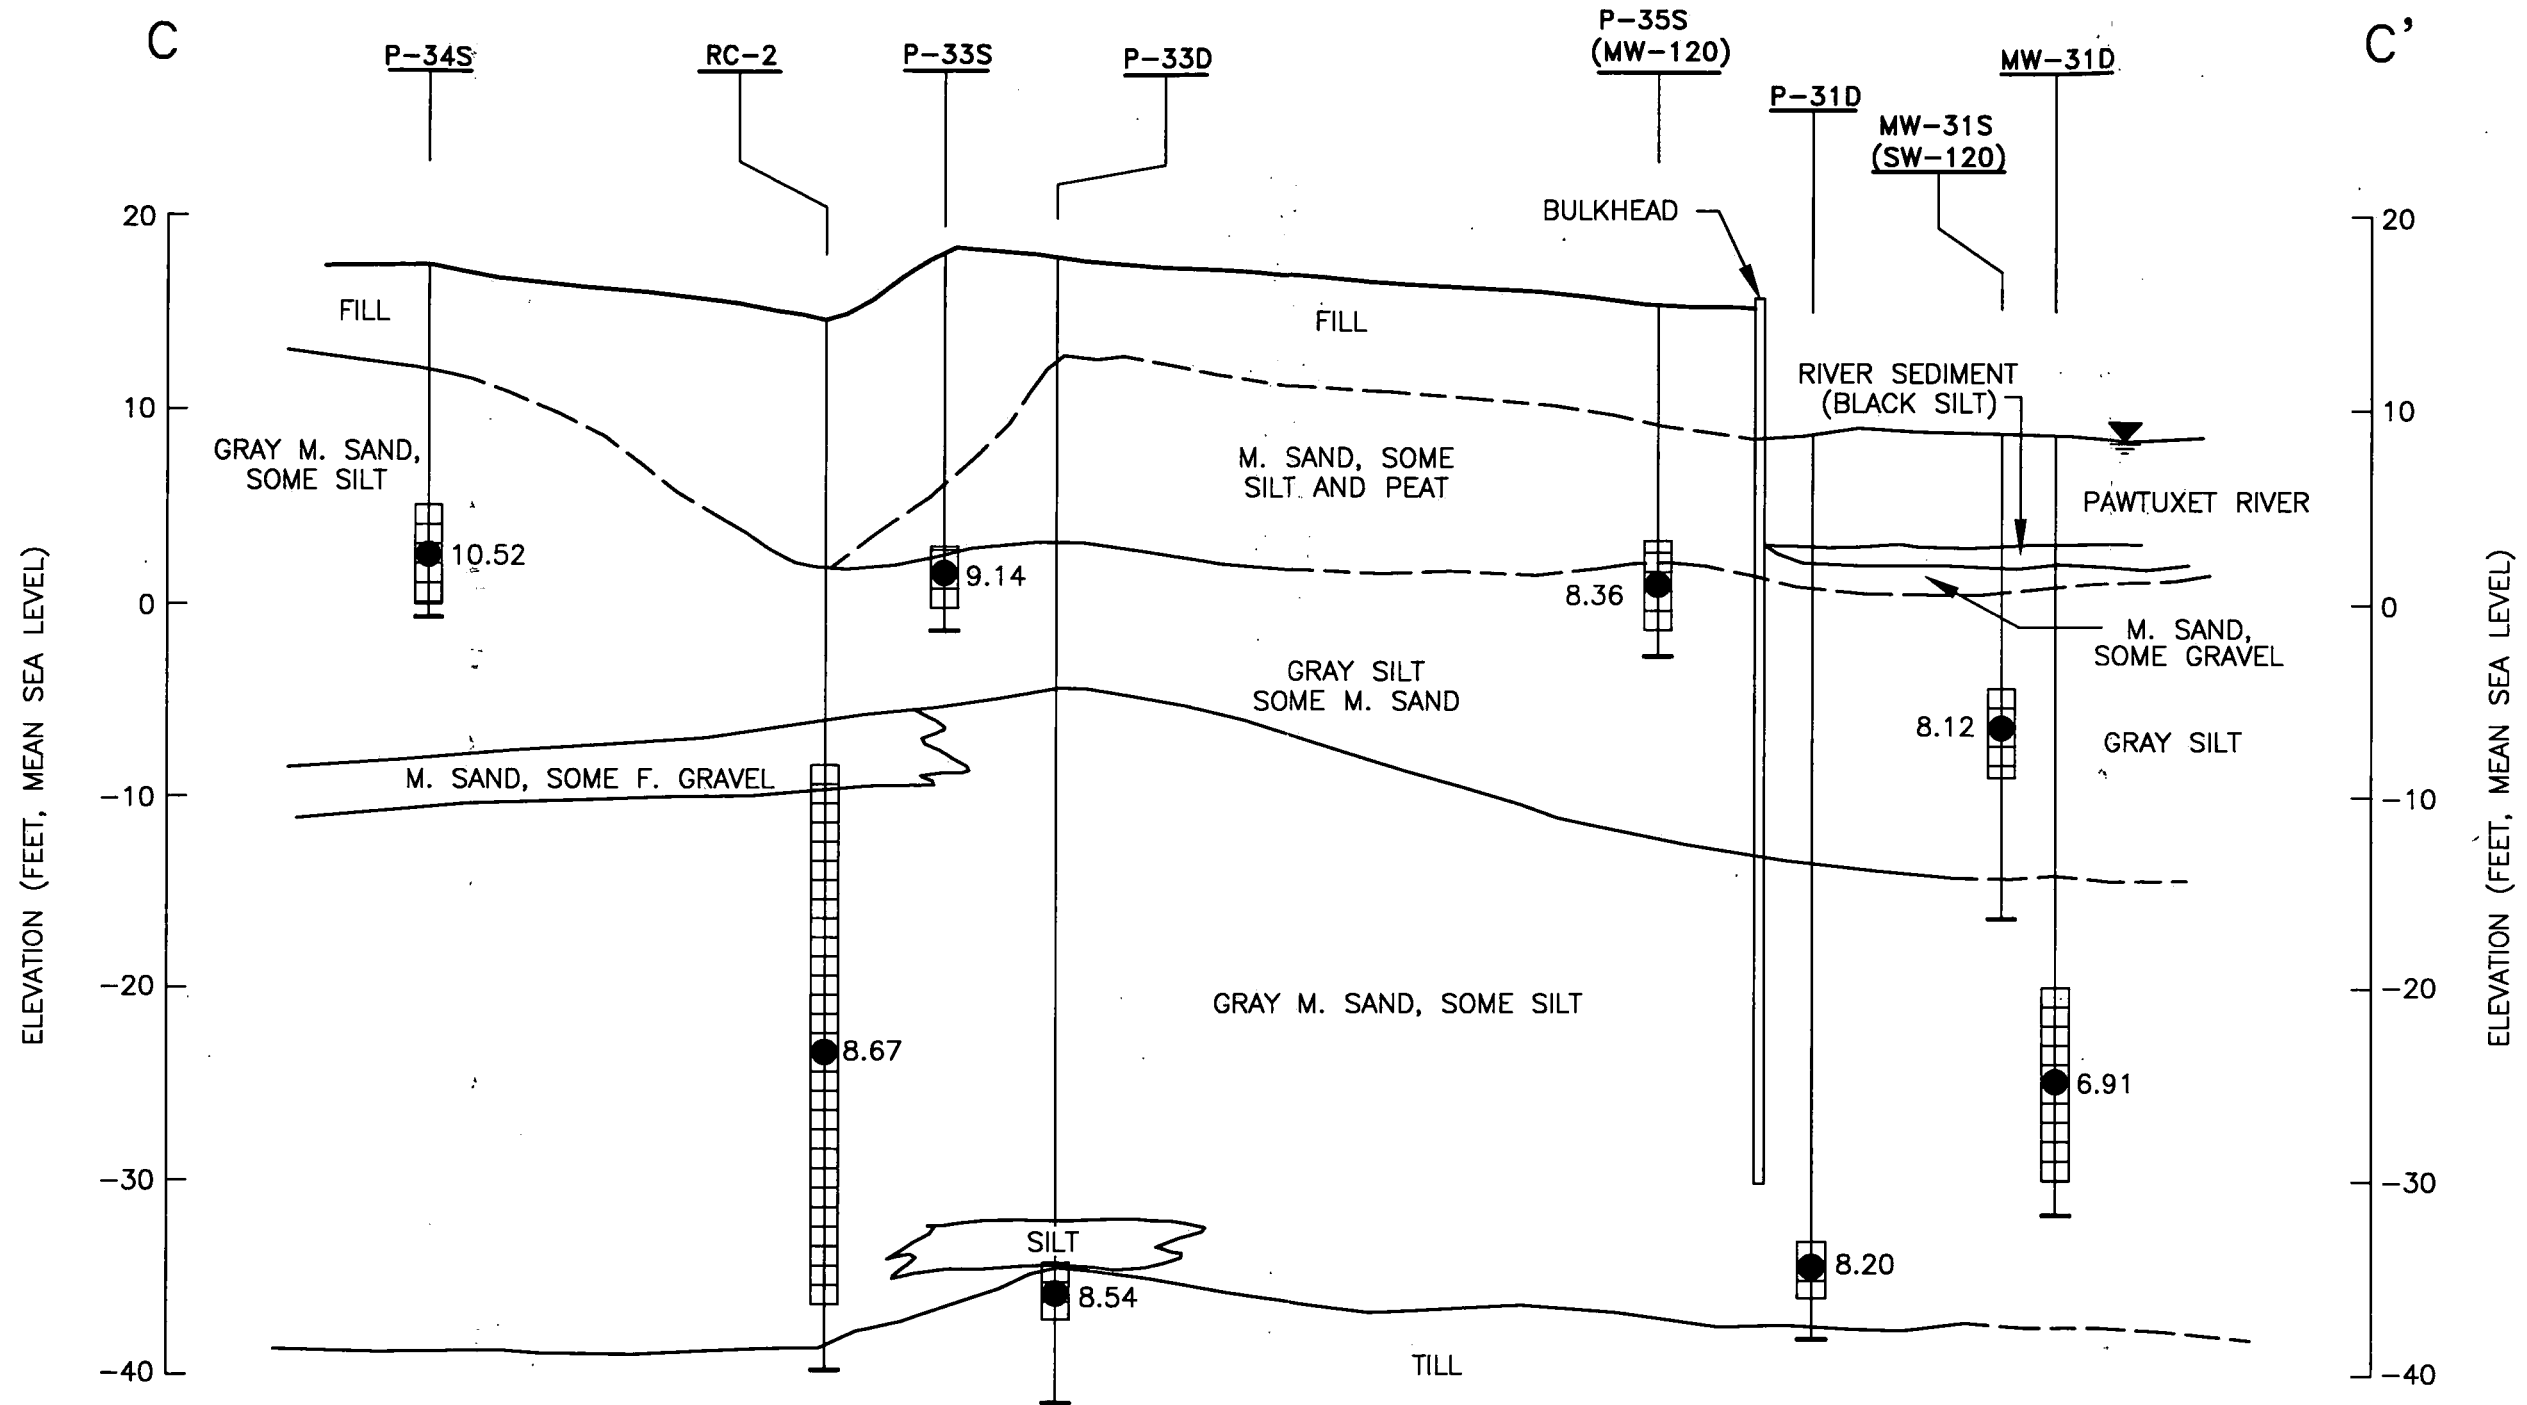 C
C'
P-34S
RC-2
P-33S
P-33D
P-35S
(MW-120)
P-31D
MW-31S
(SW-120)
MW-31D
20
10
0
-10
-20
-30
-40
ELEVATION (FEET, MEAN SEA LEVEL)
BULKHEAD
FILL
FILL
RIVER SEDIMENT
(BLACK SILT)
GRAY M. SAND,
SOME SILT
M. SAND, SOME
SILT AND PEAT
PAWTUXET RIVER
10.52
9.14
8.36
M. SAND,
SOME GRAVEL
GRAY SILT
SOME M. SAND
8.12
GRAY SILT
M. SAND, SOME F. GRAVEL
GRAY M. SAND, SOME SILT
8.67
6.91
SILT
8.54
8.20
TILL
20
10
0
-10
-20
-30
-40
ELEVATION (FEET, MEAN SEA LEVEL)